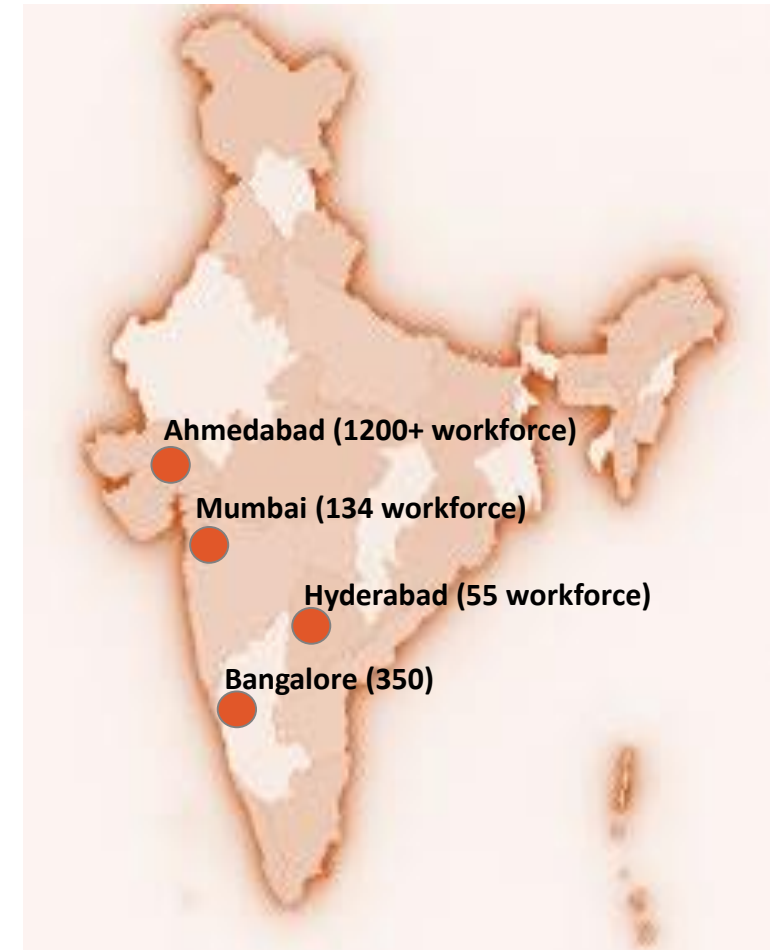 Ahmedabad (1200+ workforce)
Mumbai (134 workforce)
Hyderabad (55 workforce)
Bangalore (350)